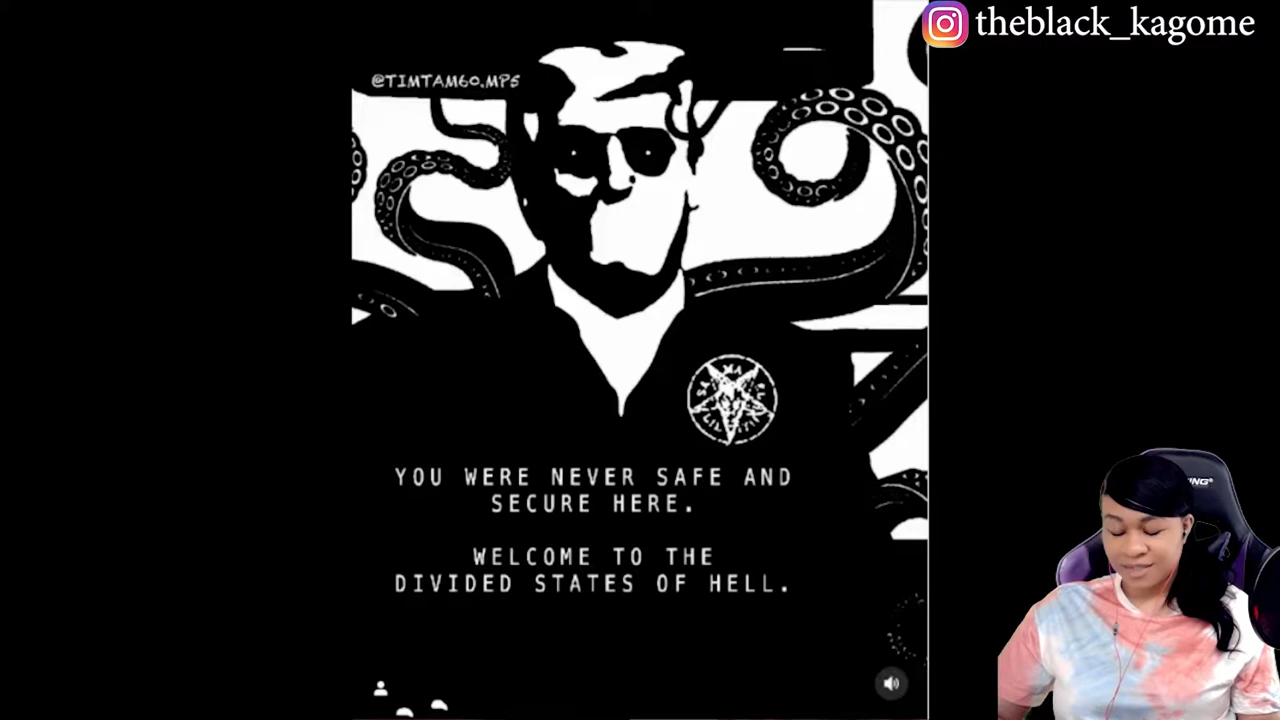 theblack_kagome
@TIMTAM60.MP5
YOU WERE NEVER SAFE AND
SECURE HERE.
WELCOME TO THE
DIVIDED STATES OF HELL.